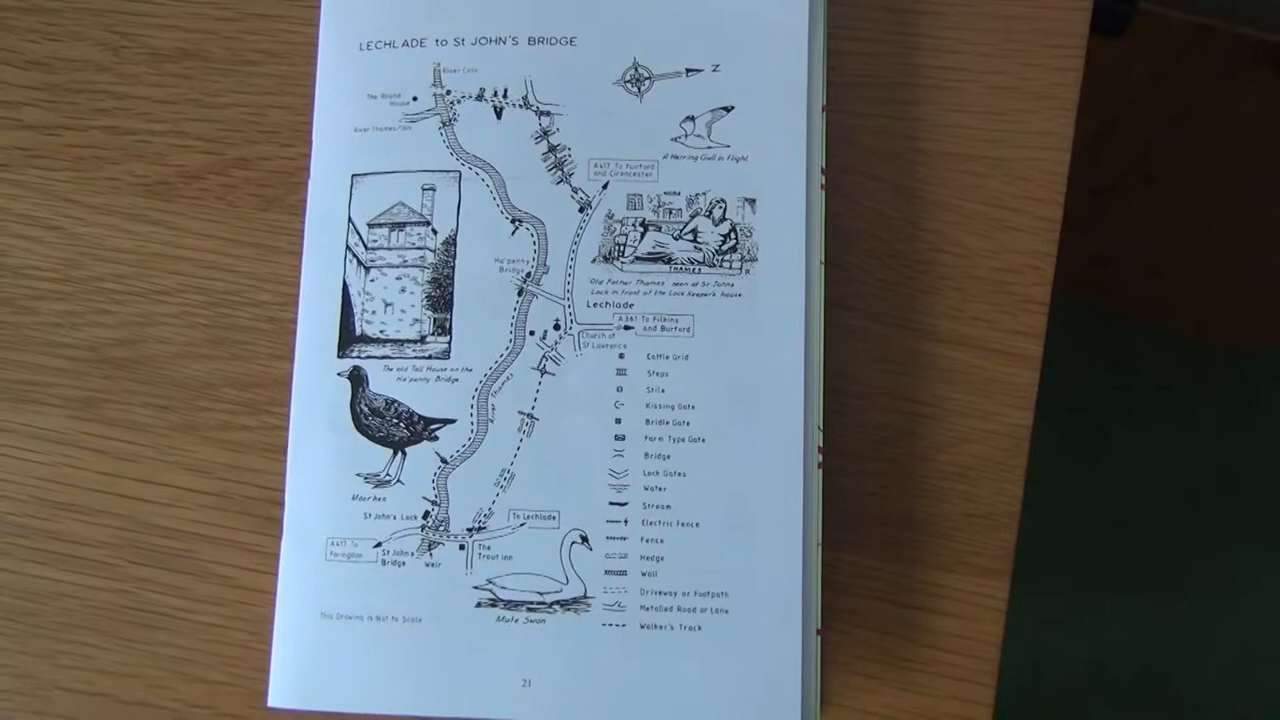 LECHLADE to St JOHN'S BRIDGE
River Coln
The Round
House
River Thames/Isis
N
A Herring Gull in Flight
A417 To Fairford
and Cirencester
THAMES
'Old Father Thames' seen at St Johns
Lock in front of the Lock Keeper's house
Ha'penny
Bridge
Lechlade
A361 To Filkins
and Burford
Church of
St Lawrence
The old Toll House on the
Ha'penny Bridge
River Thames
Moorhen
St John's Lock
To Lechlade
A417 To
Faringdon
St John's
Bridge
Weir
The
Trout Inn
Mute Swan
Cattle Grid
Steps
Stile
Kissing Gate
Bridle Gate
Farm Type Gate
Bridge
Lock Gates
Water
Stream
Electric Fence
Fence
Hedge
Wall
Driveway or Footpath
Metalled Road or Lane
Walker's Track
This Drawing is Not to Scale
21